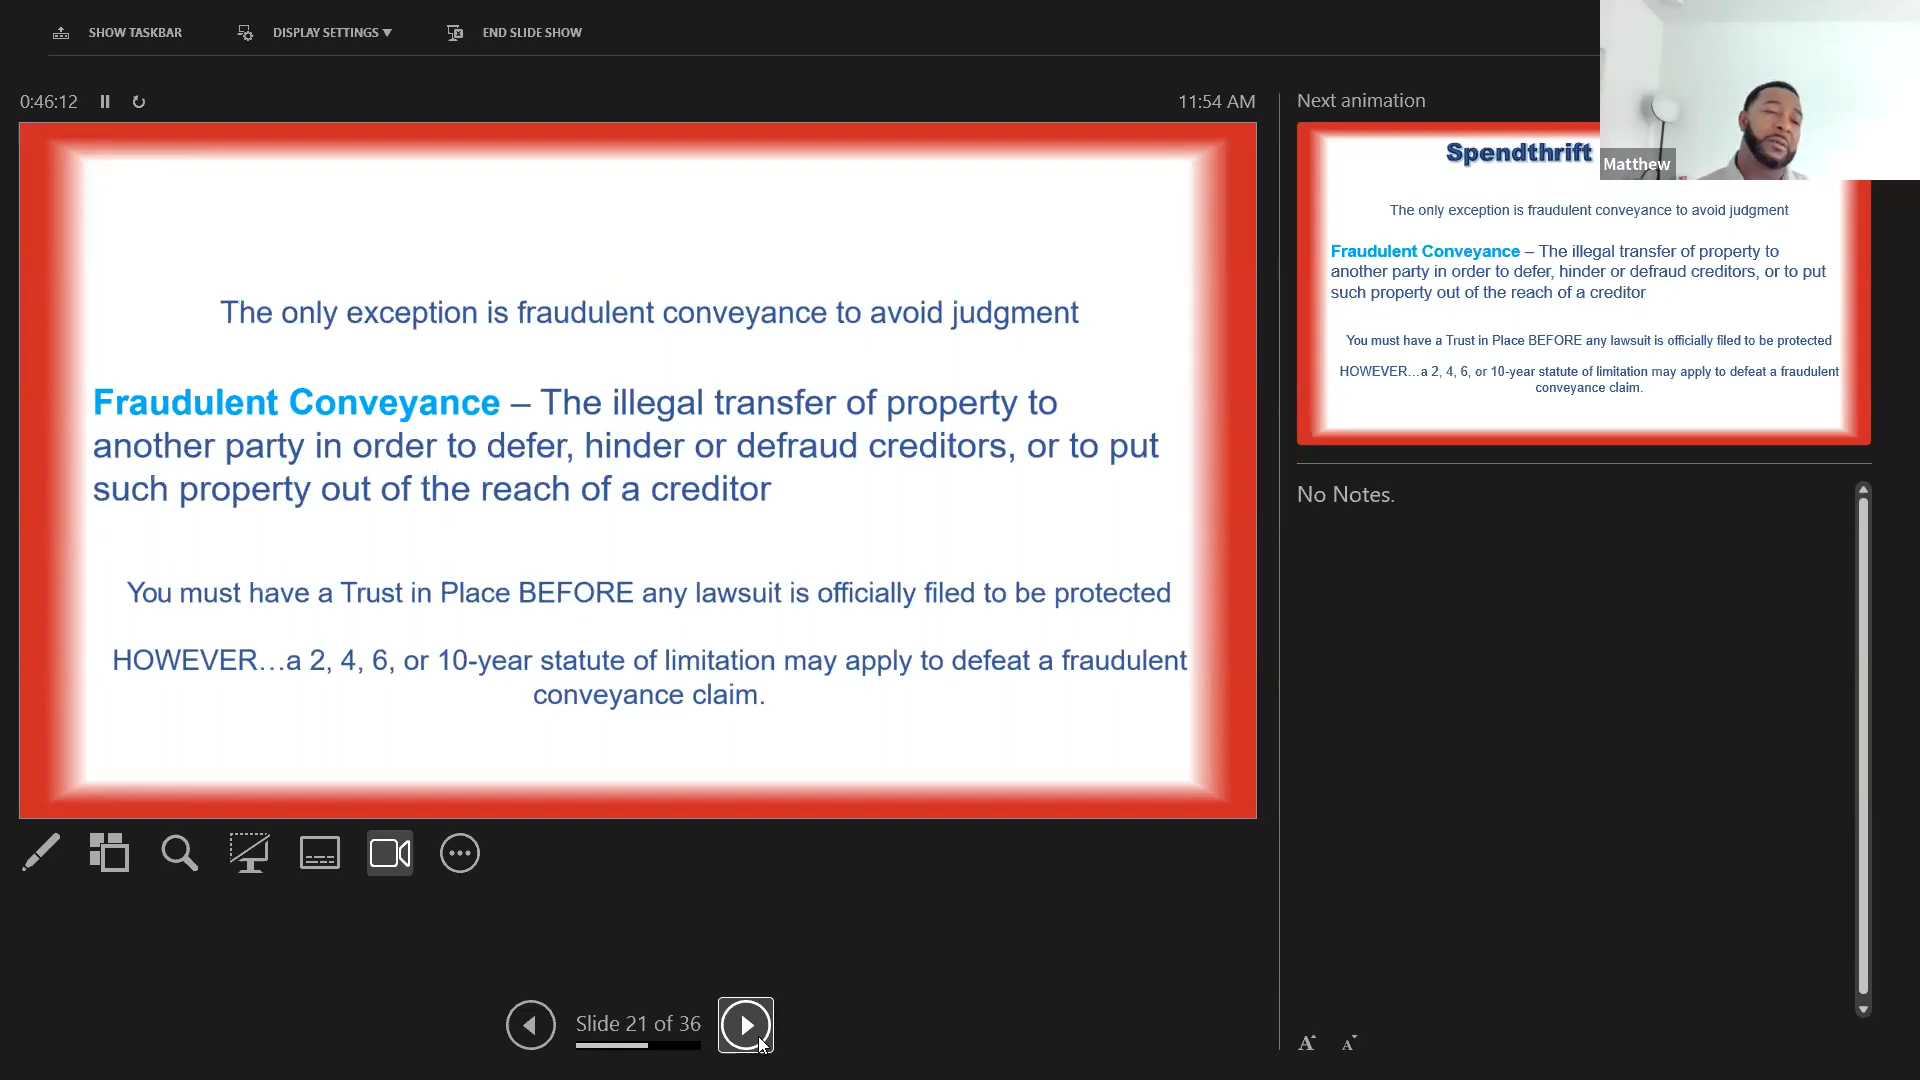 SHOW TASKBAR
DISPLAY SETTINGS ▼
END SLIDE SHOW
0:46:12
11:54 AM
The only exception is fraudulent conveyance to avoid judgment
Fraudulent Conveyance – The illegal transfer of property to
another party in order to defer, hinder or defraud creditors, or to put
such property out of the reach of a creditor
You must have a Trust in Place BEFORE any lawsuit is officially filed to be protected
HOWEVER…a 2, 4, 6, or 10-year statute of limitation may apply to defeat a fraudulent
conveyance claim.
Slide 21 of 36
Next animation
Matthew
Spendthrift
The only exception is fraudulent conveyance to avoid judgment
Fraudulent Conveyance – The illegal transfer of property to
another party in order to defer, hinder or defraud creditors, or to put
such property out of the reach of a creditor
You must have a Trust in Place BEFORE any lawsuit is officially filed to be protected
HOWEVER…a 2, 4, 6, or 10-year statute of limitation may apply to defeat a fraudulent
conveyance claim.
No Notes.
A A